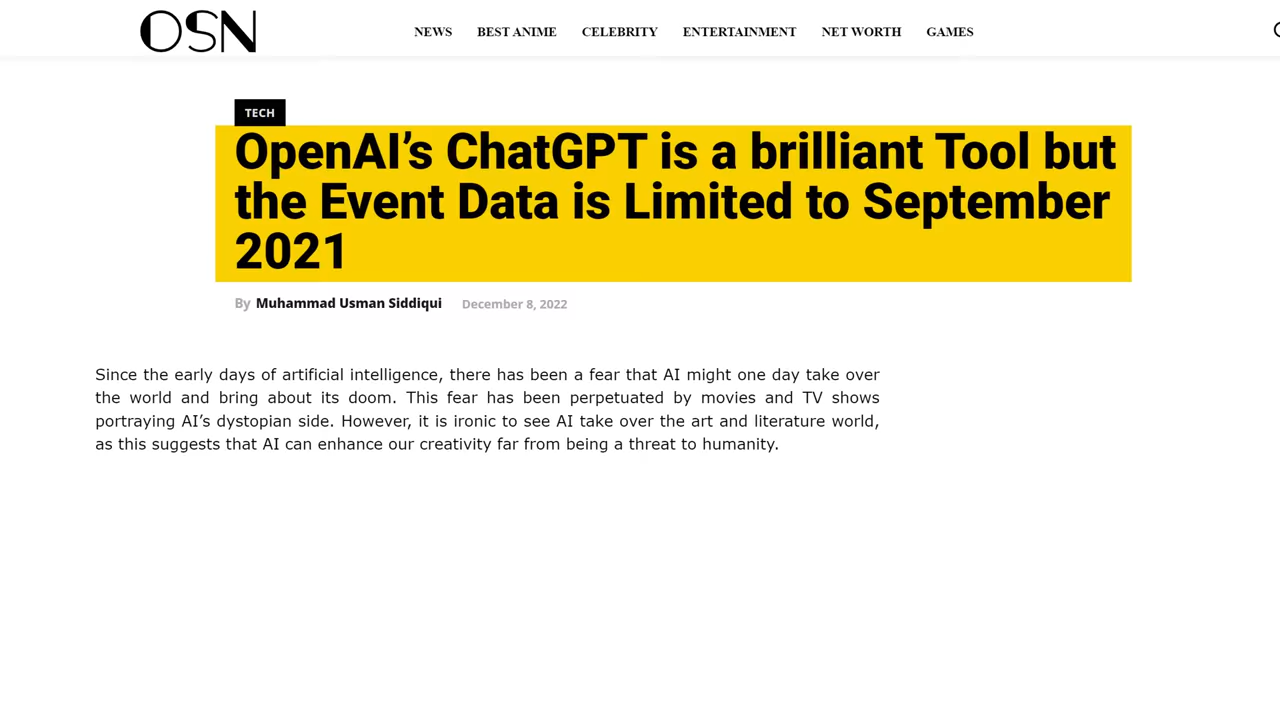 OSN
NEWS BEST ANIME CELEBRITY ENTERTAINMENT NET WORTH GAMES
TECH
OpenAI’s ChatGPT is a brilliant Tool but
the Event Data is Limited to September
2021
By Muhammad Usman Siddiqui December 8, 2022
Since the early days of artificial intelligence, there has been a fear that AI might one day take over
the world and bring about its doom. This fear has been perpetuated by movies and TV shows
portraying AI’s dystopian side. However, it is ironic to see AI take over the art and literature world,
as this suggests that AI can enhance our creativity far from being a threat to humanity.